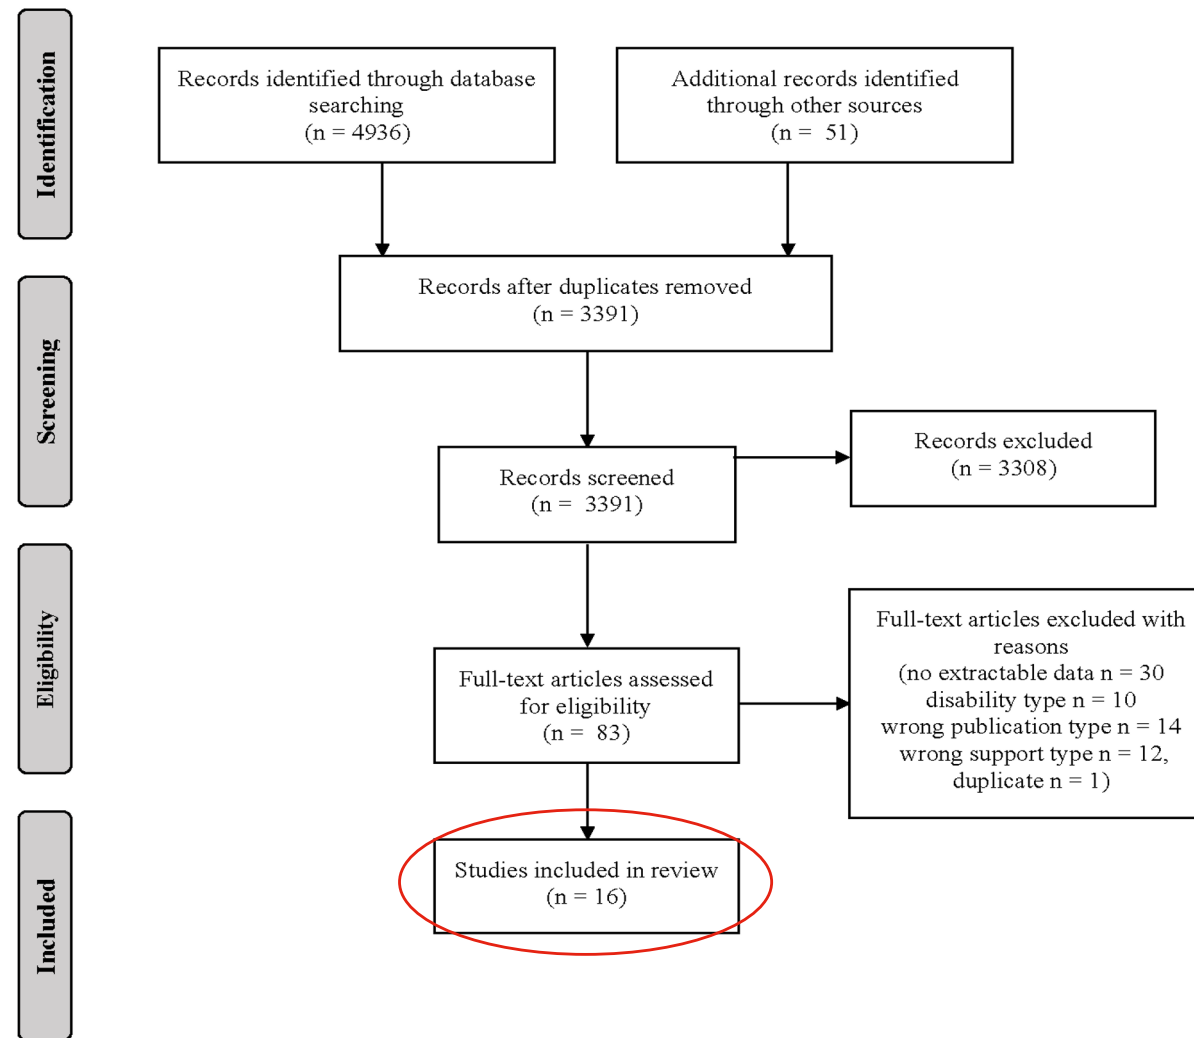 Identification
Records identified through database
searching
(n = 4936)
Additional records identified
through other sources
(n =  51)
Records after duplicates removed
(n = 3391)
Screening
Records screened
(n =  3391)
Records excluded
(n = 3308)
Eligibility
Full-text articles assessed
for eligibility
(n =  83)
Full-text articles excluded with
reasons
(no extractable data n = 30
disability type n = 10
wrong publication type n = 14
wrong support type n = 12,
duplicate n = 1)
Included
Studies included in review
(n = 16)